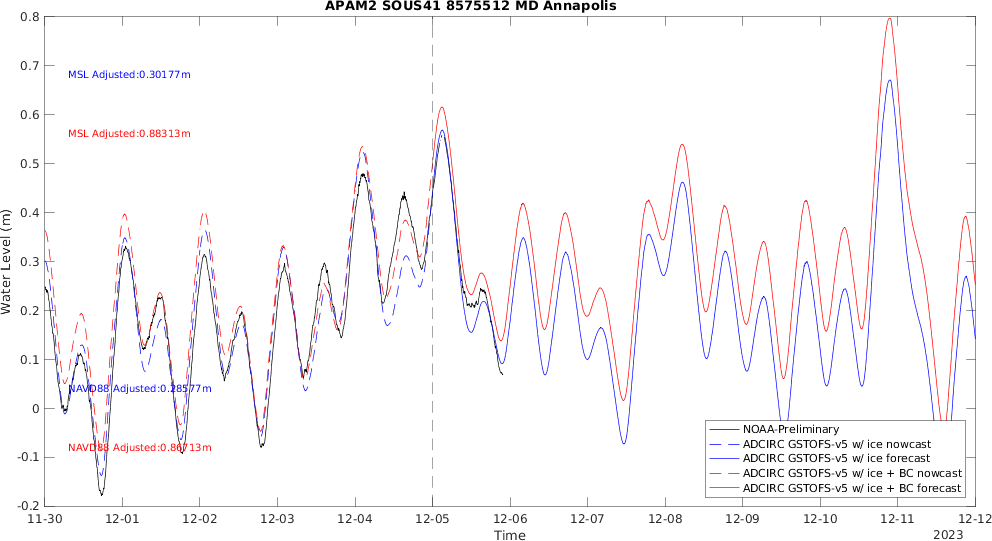 APAM2 SOUS41 8575512 MD Annapolis
0.8
0.7
0.6
0.5
0.4
0.3
0.2
0.1
0
-0.1
-0.2
Water Level (m)
MSL Adjusted:0.30177m
MSL Adjusted:0.88313m
NAVD88 Adjusted:0.28577m
NAVD88 Adjusted:0.86713m
NOAA-Preliminary
ADCIRC GSTOFS-v5 w/ ice nowcast
ADCIRC GSTOFS-v5 w/ ice forecast
ADCIRC GSTOFS-v5 w/ ice + BC nowcast
ADCIRC GSTOFS-v5 w/ ice + BC forecast
11-30 12-01 12-02 12-03 12-04 12-05 12-06 12-07 12-08 12-09 12-10 12-11 12-12
Time
2023